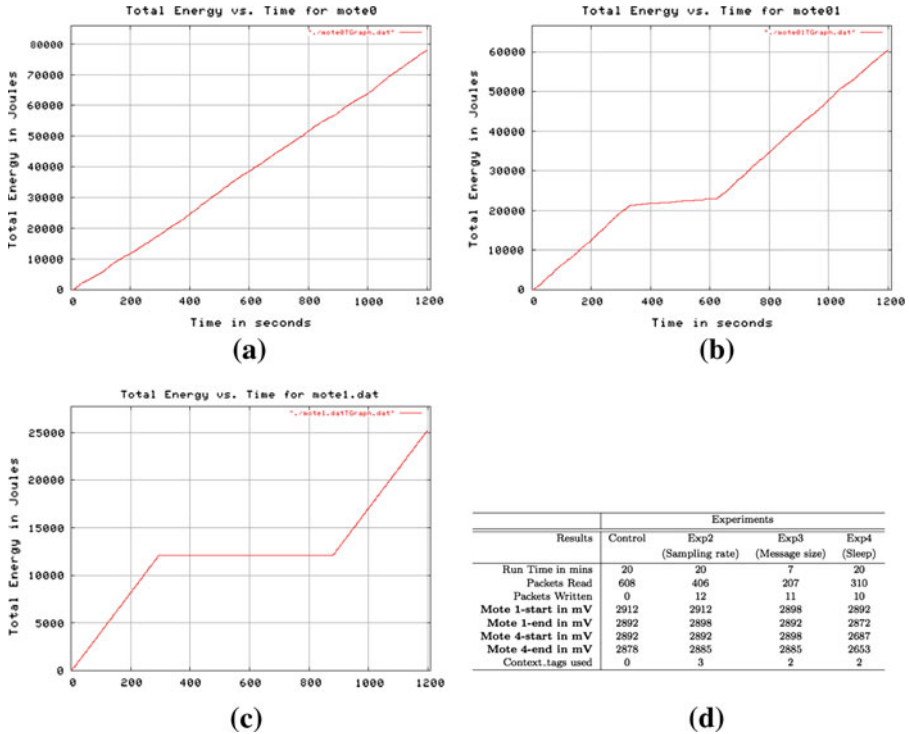 Total Energy vs. Time for mote0
"./mote0TGraph.dat"
80000
70000
60000
50000
40000
30000
20000
10000
0
Total Energy in Joules
0 200 400 600 800 1000 1200
Time in seconds
(a)
Total Energy vs. Time for mote01
"./mote01TGraph.dat"
60000
50000
40000
30000
20000
10000
0
Total Energy in Joules
0 200 400 600 800 1000 1200
Time in seconds
(b)
Total Energy vs. Time for mote1.dat
"./mote1.datTGraph.dat"
25000
20000
15000
10000
5000
0
Total Energy in Joules
0 200 400 600 800 1000 1200
(c)
Experiments
Results Control Exp2 Exp3 Exp4
(Sampling rate) (Message size) (Sleep)
Run Time in mins 20 20 7 20
Packets Read 608 406 207 310
Packets Written 0 12 11 10
Mote 1-start in mV 2912 2912 2898 2892
Mote 1-end in mV 2892 2898 2892 2872
Mote 4-start in mV 2892 2892 2898 2687
Mote 4-end in mV 2878 2885 2885 2653
Context_tags used 0 3 2 2
(d)